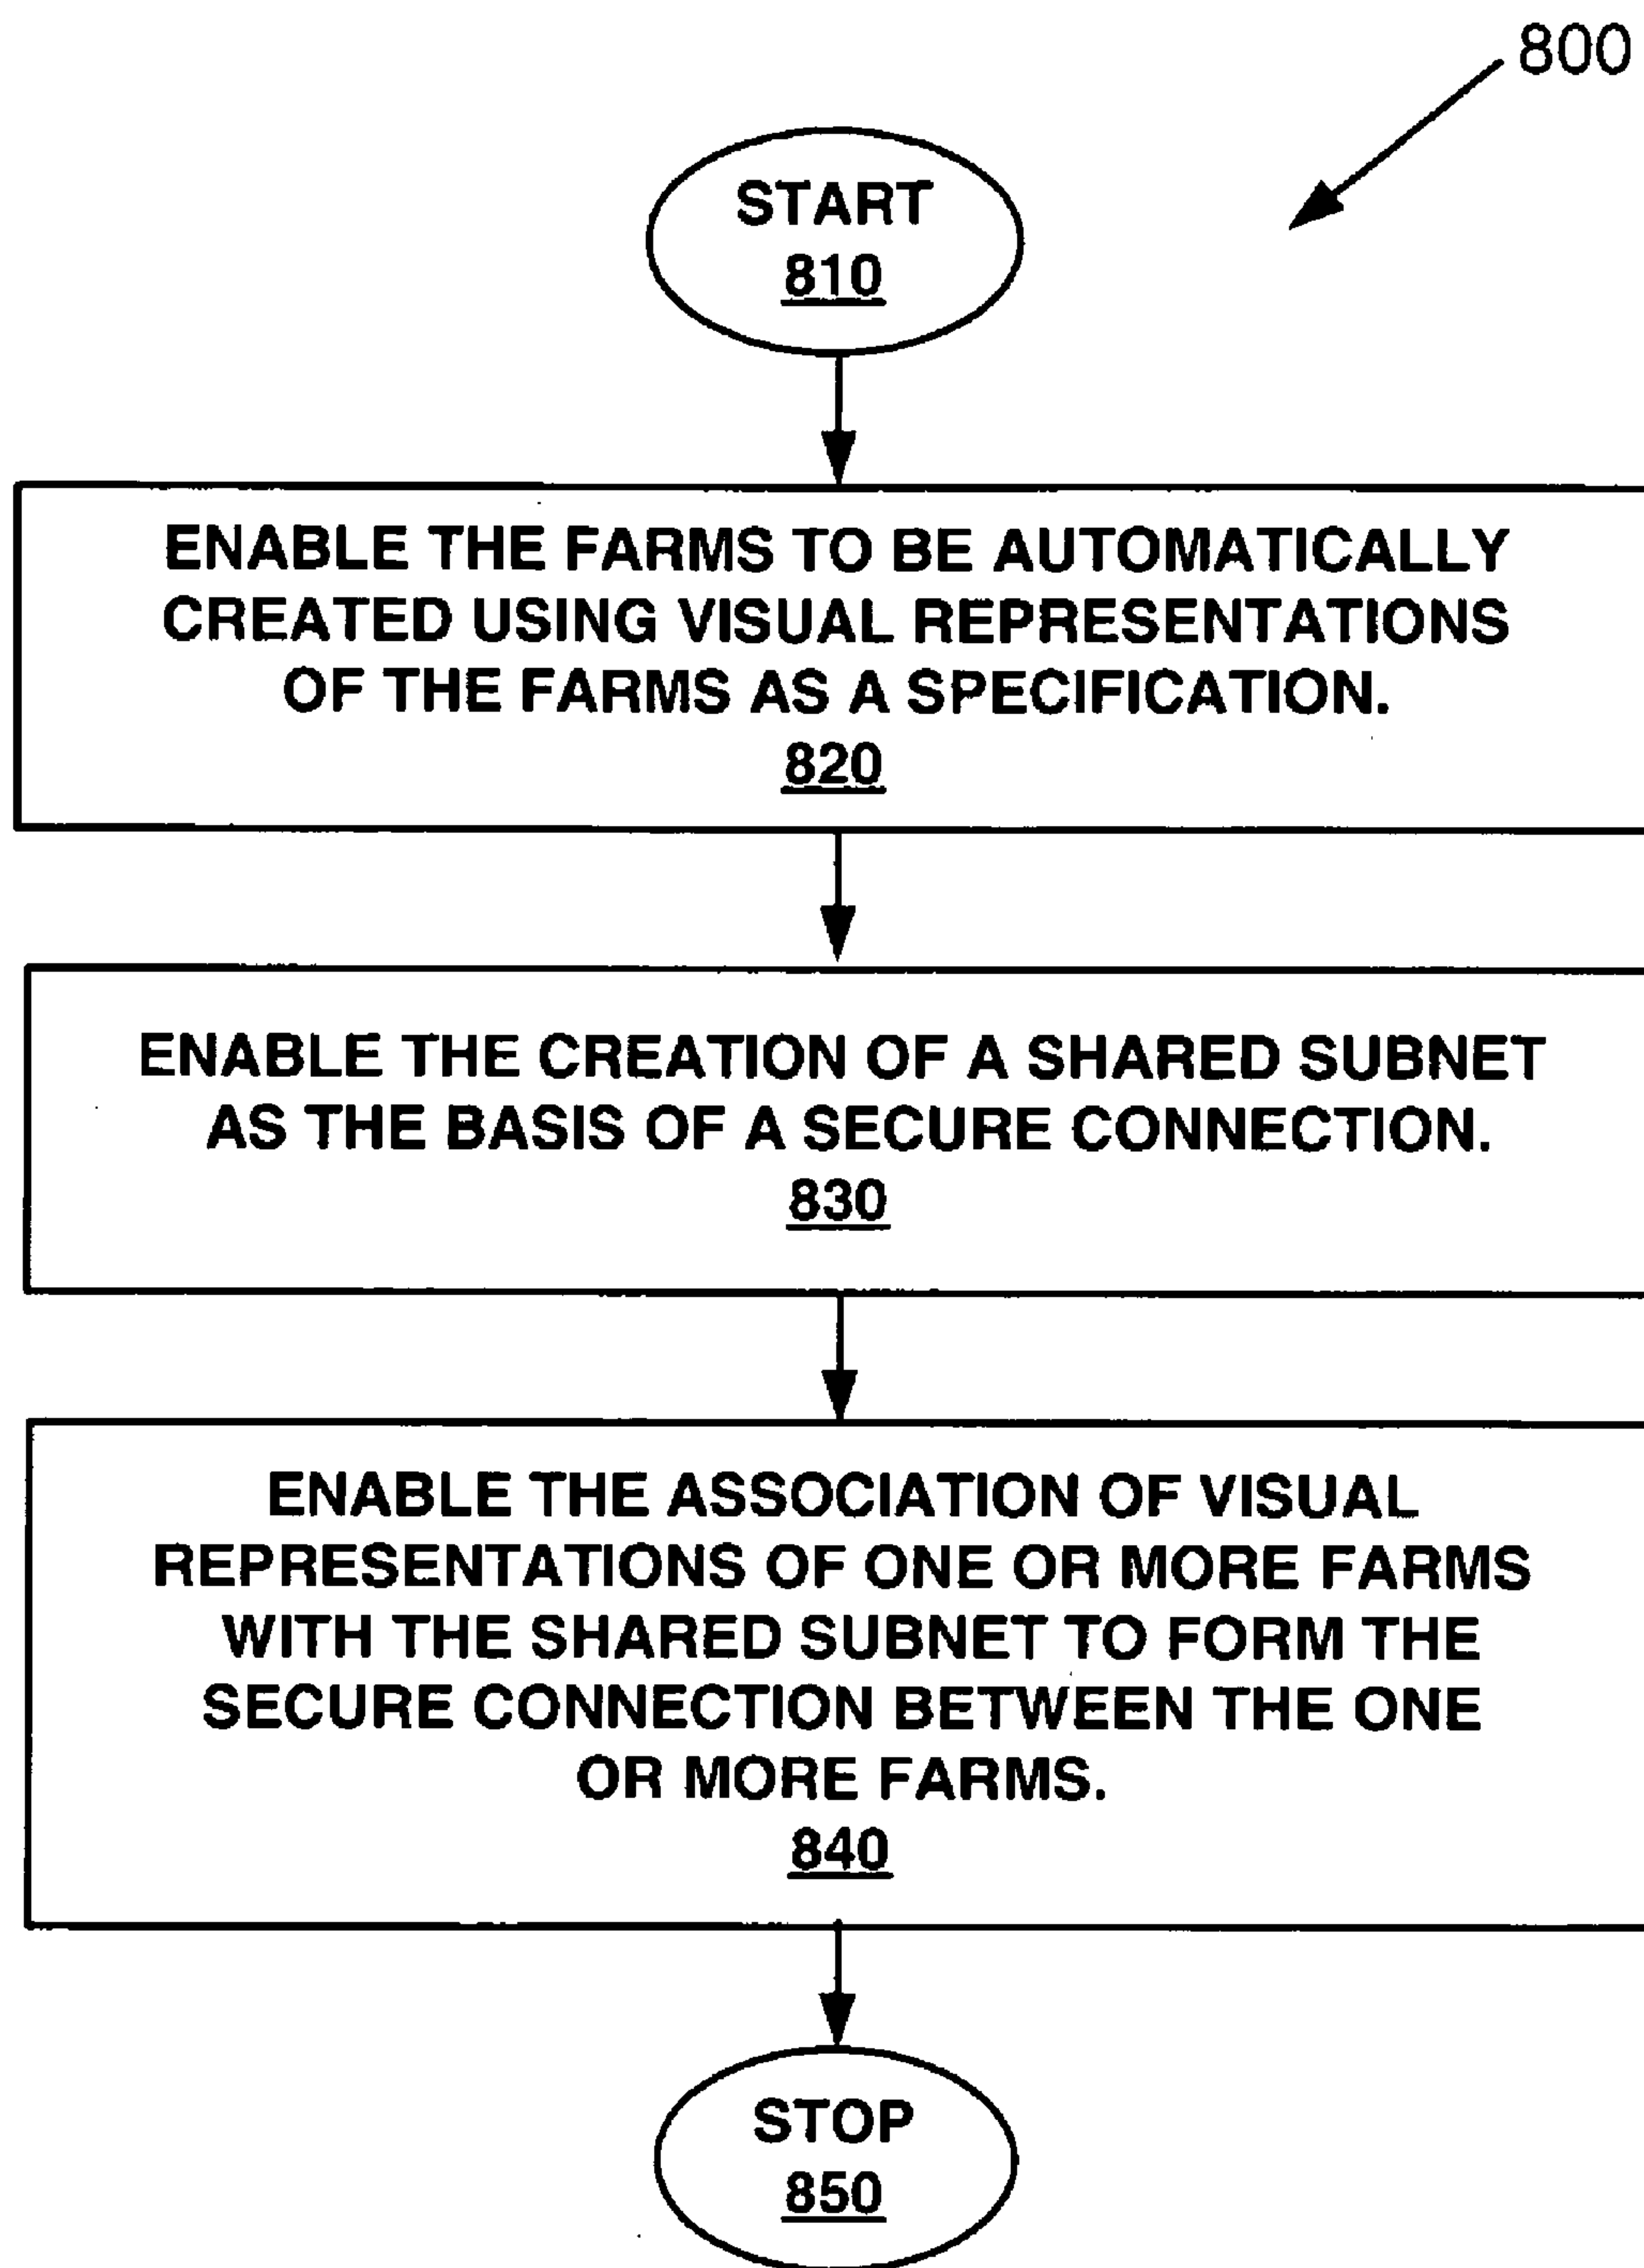 800
START
810
ENABLE THE FARMS TO BE AUTOMATICALLY
CREATED USING VISUAL REPRESENTATIONS
OF THE FARMS AS A SPECIFICATION.
820
ENABLE THE CREATION OF A SHARED SUBNET
AS THE BASIS OF A SECURE CONNECTION.
830
ENABLE THE ASSOCIATION OF VISUAL
REPRESENTATIONS OF ONE OR MORE FARMS
WITH THE SHARED SUBNET TO FORM THE
SECURE CONNECTION BETWEEN THE ONE
OR MORE FARMS.
840
STOP
850